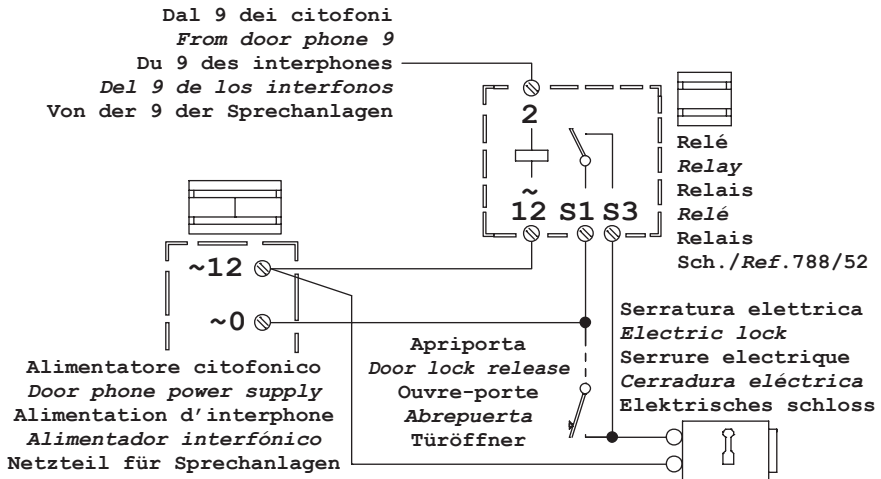 Dal 9 dei citofoni
From door phone 9
Du 9 des interphones
Del 9 de los interfonos
Von der 9 der Sprechanlagen
2
~
12 S1 S3
Relé
Relay
Relais
Relé
Relais
Sch./Ref.788/52
~12
~0
Alimentatore citofonico
Door phone power supply
Alimentation d'interphone
Alimentador interfónico
Netzteil für Sprechanlagen
Apriporta
Door lock release
Ouvre-porte
Abrepuerta
Türöffner
Serratura elettrica
Electric lock
Serrure electrique
Cerradura eléctrica
Elektrisches schloss